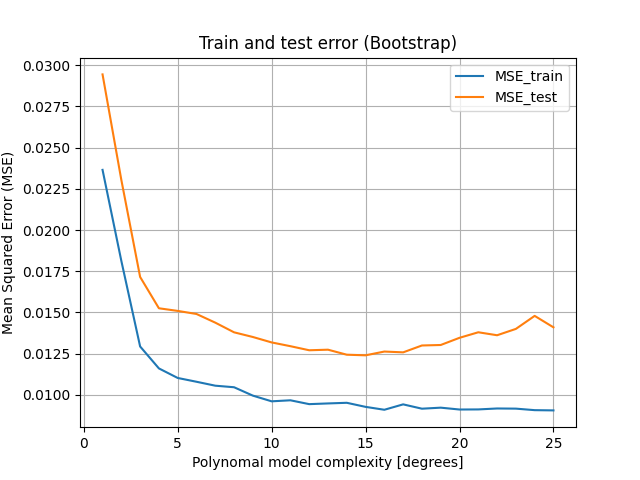 Train and test error (Bootstrap)
MSE_train
MSE_test
Mean Squared Error (MSE)
0.0300
0.0275
0.0250
0.0225
0.0200
0.0175
0.0150
0.0125
0.0100
0 5 10 15 20 25
Polynomal model complexity [degrees]